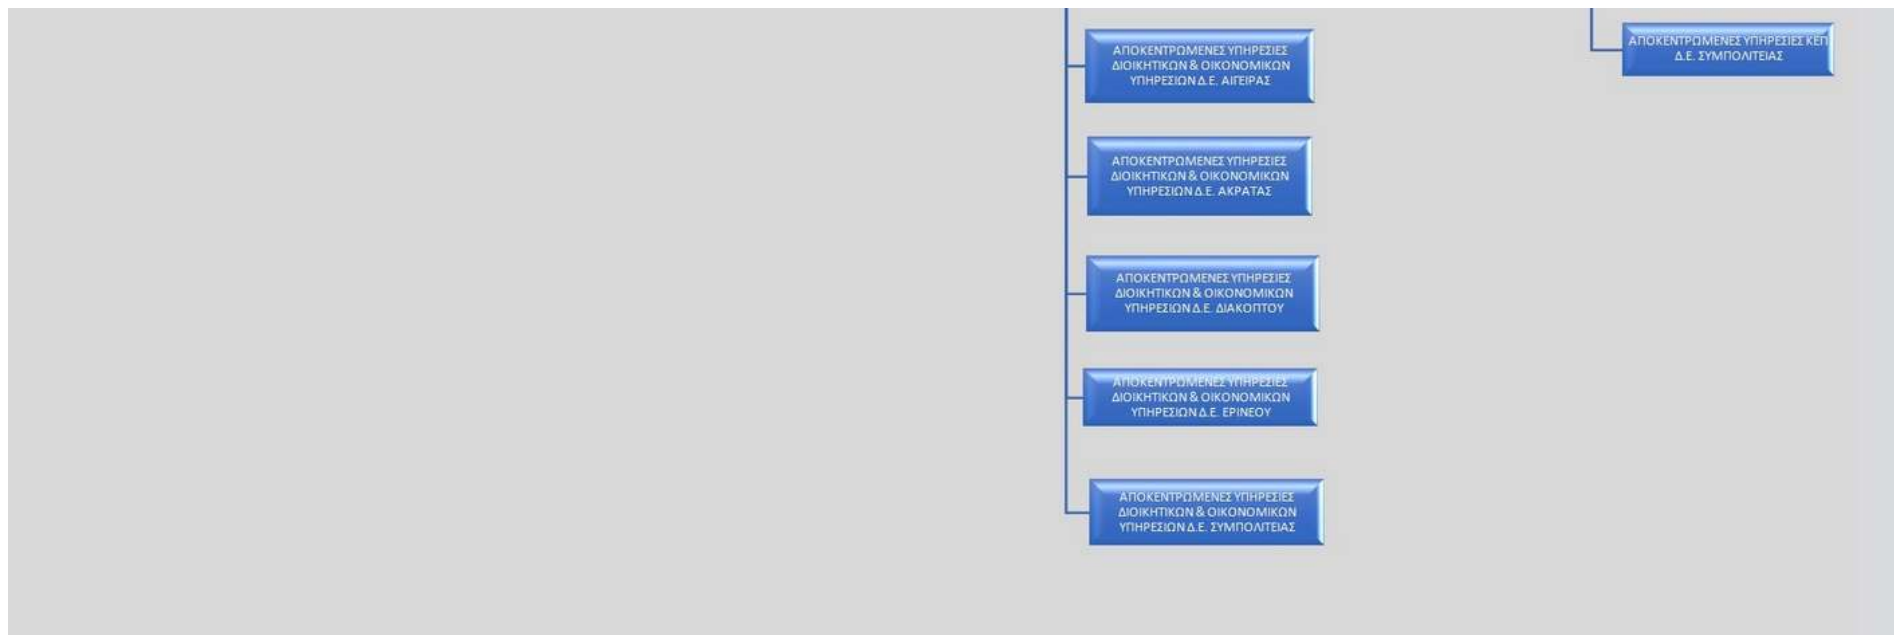 ΑΠΟΚΕΝΤΡΩΜΕΝΕΣ ΥΠΗΡΕΣΙΕΣ
ΔΙΟΙΚΗΤΙΚΩΝ & ΟΙΚΟΝΟΜΙΚΩΝ
ΥΠΗΡΕΣΙΩΝ Δ.Ε. ΑΙΓΕΙΡΑΣ
ΑΠΟΚΕΝΤΡΩΜΕΝΕΣ ΥΠΗΡΕΣΙΕΣ
ΔΙΟΙΚΗΤΙΚΩΝ & ΟΙΚΟΝΟΜΙΚΩΝ
ΥΠΗΡΕΣΙΩΝ Δ.Ε. ΑΚΡΑΤΑΣ
ΑΠΟΚΕΝΤΡΩΜΕΝΕΣ ΥΠΗΡΕΣΙΕΣ
ΔΙΟΙΚΗΤΙΚΩΝ & ΟΙΚΟΝΟΜΙΚΩΝ
ΥΠΗΡΕΣΙΩΝ Δ.Ε. ΔΙΑΚΟΠΤΟΥ
ΑΠΟΚΕΝΤΡΩΜΕΝΕΣ ΥΠΗΡΕΣΙΕΣ
ΔΙΟΙΚΗΤΙΚΩΝ & ΟΙΚΟΝΟΜΙΚΩΝ
ΥΠΗΡΕΣΙΩΝ Δ.Ε. ΕΡΙΝΕΟΥ
ΑΠΟΚΕΝΤΡΩΜΕΝΕΣ ΥΠΗΡΕΣΙΕΣ
ΔΙΟΙΚΗΤΙΚΩΝ & ΟΙΚΟΝΟΜΙΚΩΝ
ΥΠΗΡΕΣΙΩΝ Δ.Ε. ΣΥΜΠΟΛΙΤΕΙΑΣ
ΑΠΟΚΕΝΤΡΩΜΕΝΕΣ ΥΠΗΡΕΣΙΕΣ ΚΕΠ
Δ.Ε. ΣΥΜΠΟΛΙΤΕΙΑΣ